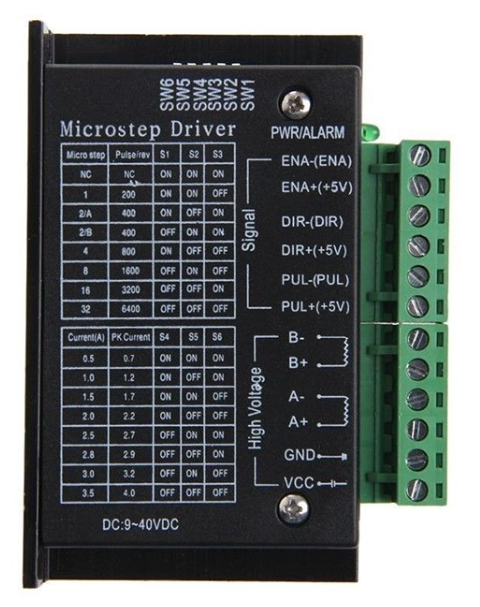 SW6
SW5
SW4
SW3
SW2
SW1
Microstep Driver
PWR/ALARM
Micro step Pulse/rev S1 S2 S3
NC NC ON ON ON
1 200 ON ON OFF
2/A 400 ON OFF ON
2/B 400 OFF ON ON
4 800 ON OFF OFF
8 1600 OFF ON OFF
16 3200 OFF OFF ON
32 6400 OFF OFF OFF
Signal
ENA-(ENA)
ENA+(+5V)
DIR-(DIR)
DIR+(+5V)
PUL-(PUL)
PUL+(+5V)
Current(A) PK Current S4 S5 S6
0.5 0.7 ON ON ON
1.0 1.2 ON OFF ON
1.5 1.7 ON ON OFF
2.0 2.2 ON OFF OFF
2.5 2.7 OFF ON ON
2.8 2.9 OFF OFF ON
3.0 3.2 OFF ON OFF
3.5 4.0 OFF OFF OFF
High Voltage
B-
B+
A-
A+
GND
VCC
DC:9~40VDC